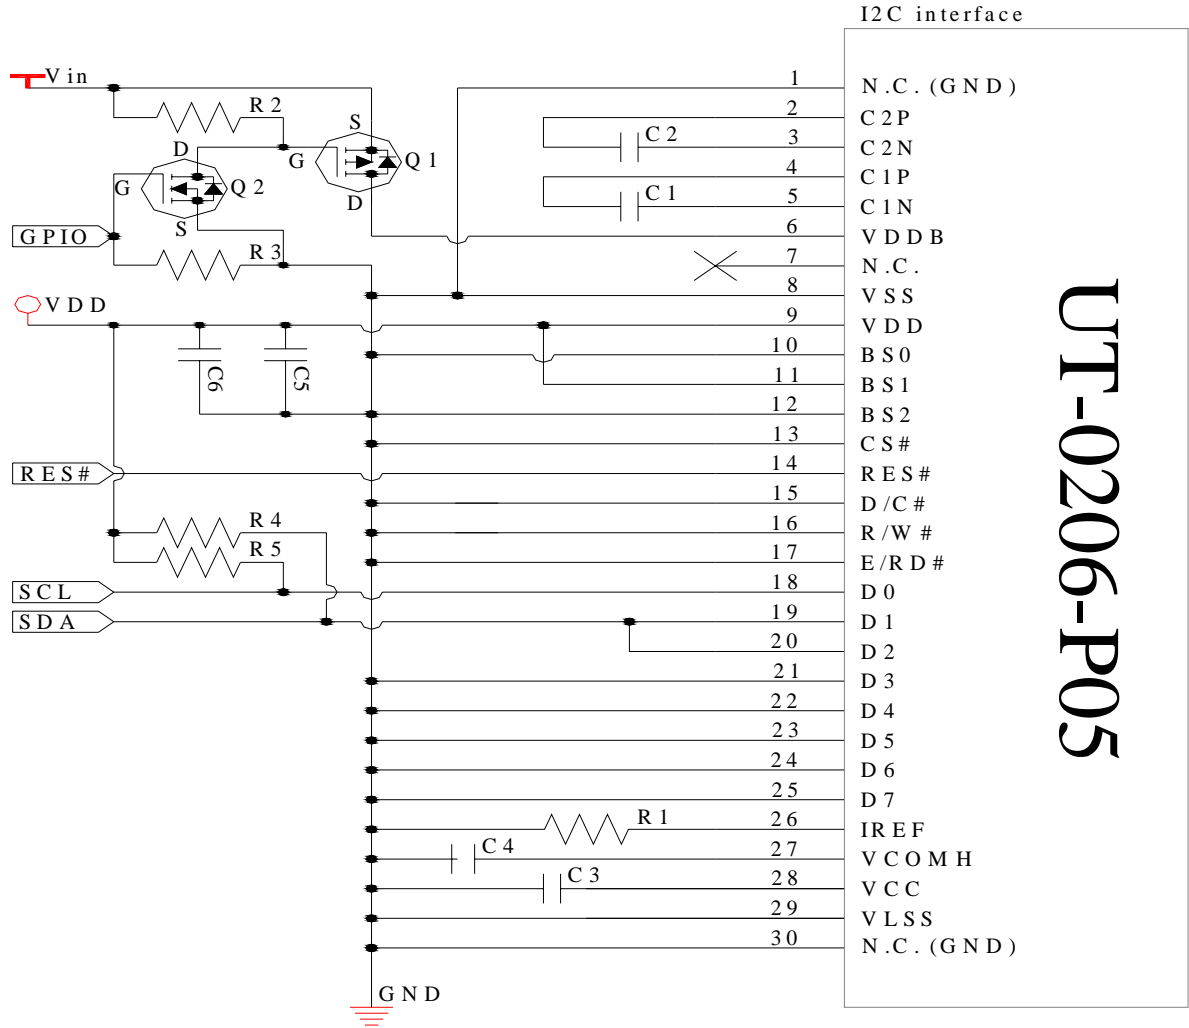 I2C interface
Vin
R2
S
G
Q1
D
D
G
Q2
S
GPIO
R3
VDD
C6
C5
RES#
R4
R5
SCL
SDA
C2
C1
R1
C4
C3
GND
1 N.C. (GND)
2 C2P
3 C2N
4 C1P
5 C1N
6 VDDB
7 N.C.
8 VSS
9 VDD
10 BS0
11 BS1
12 BS2
13 CS#
14 RES#
15 D/C#
16 R/W#
17 E/RD#
18 D0
19 D1
20 D2
21 D3
22 D4
23 D5
24 D6
25 D7
26 IREF
27 VCOMH
28 VCC
29 VLSS
30 N.C. (GND)
UT-0206-P05